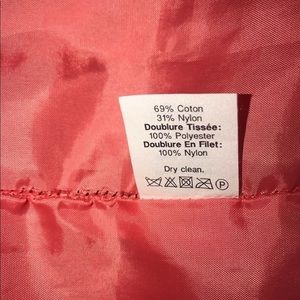 69% Coton
31% Nylon
Doublure Tissée:
100% Polyester
Doublure En Filet:
100% Nylon
Dry clean.
P